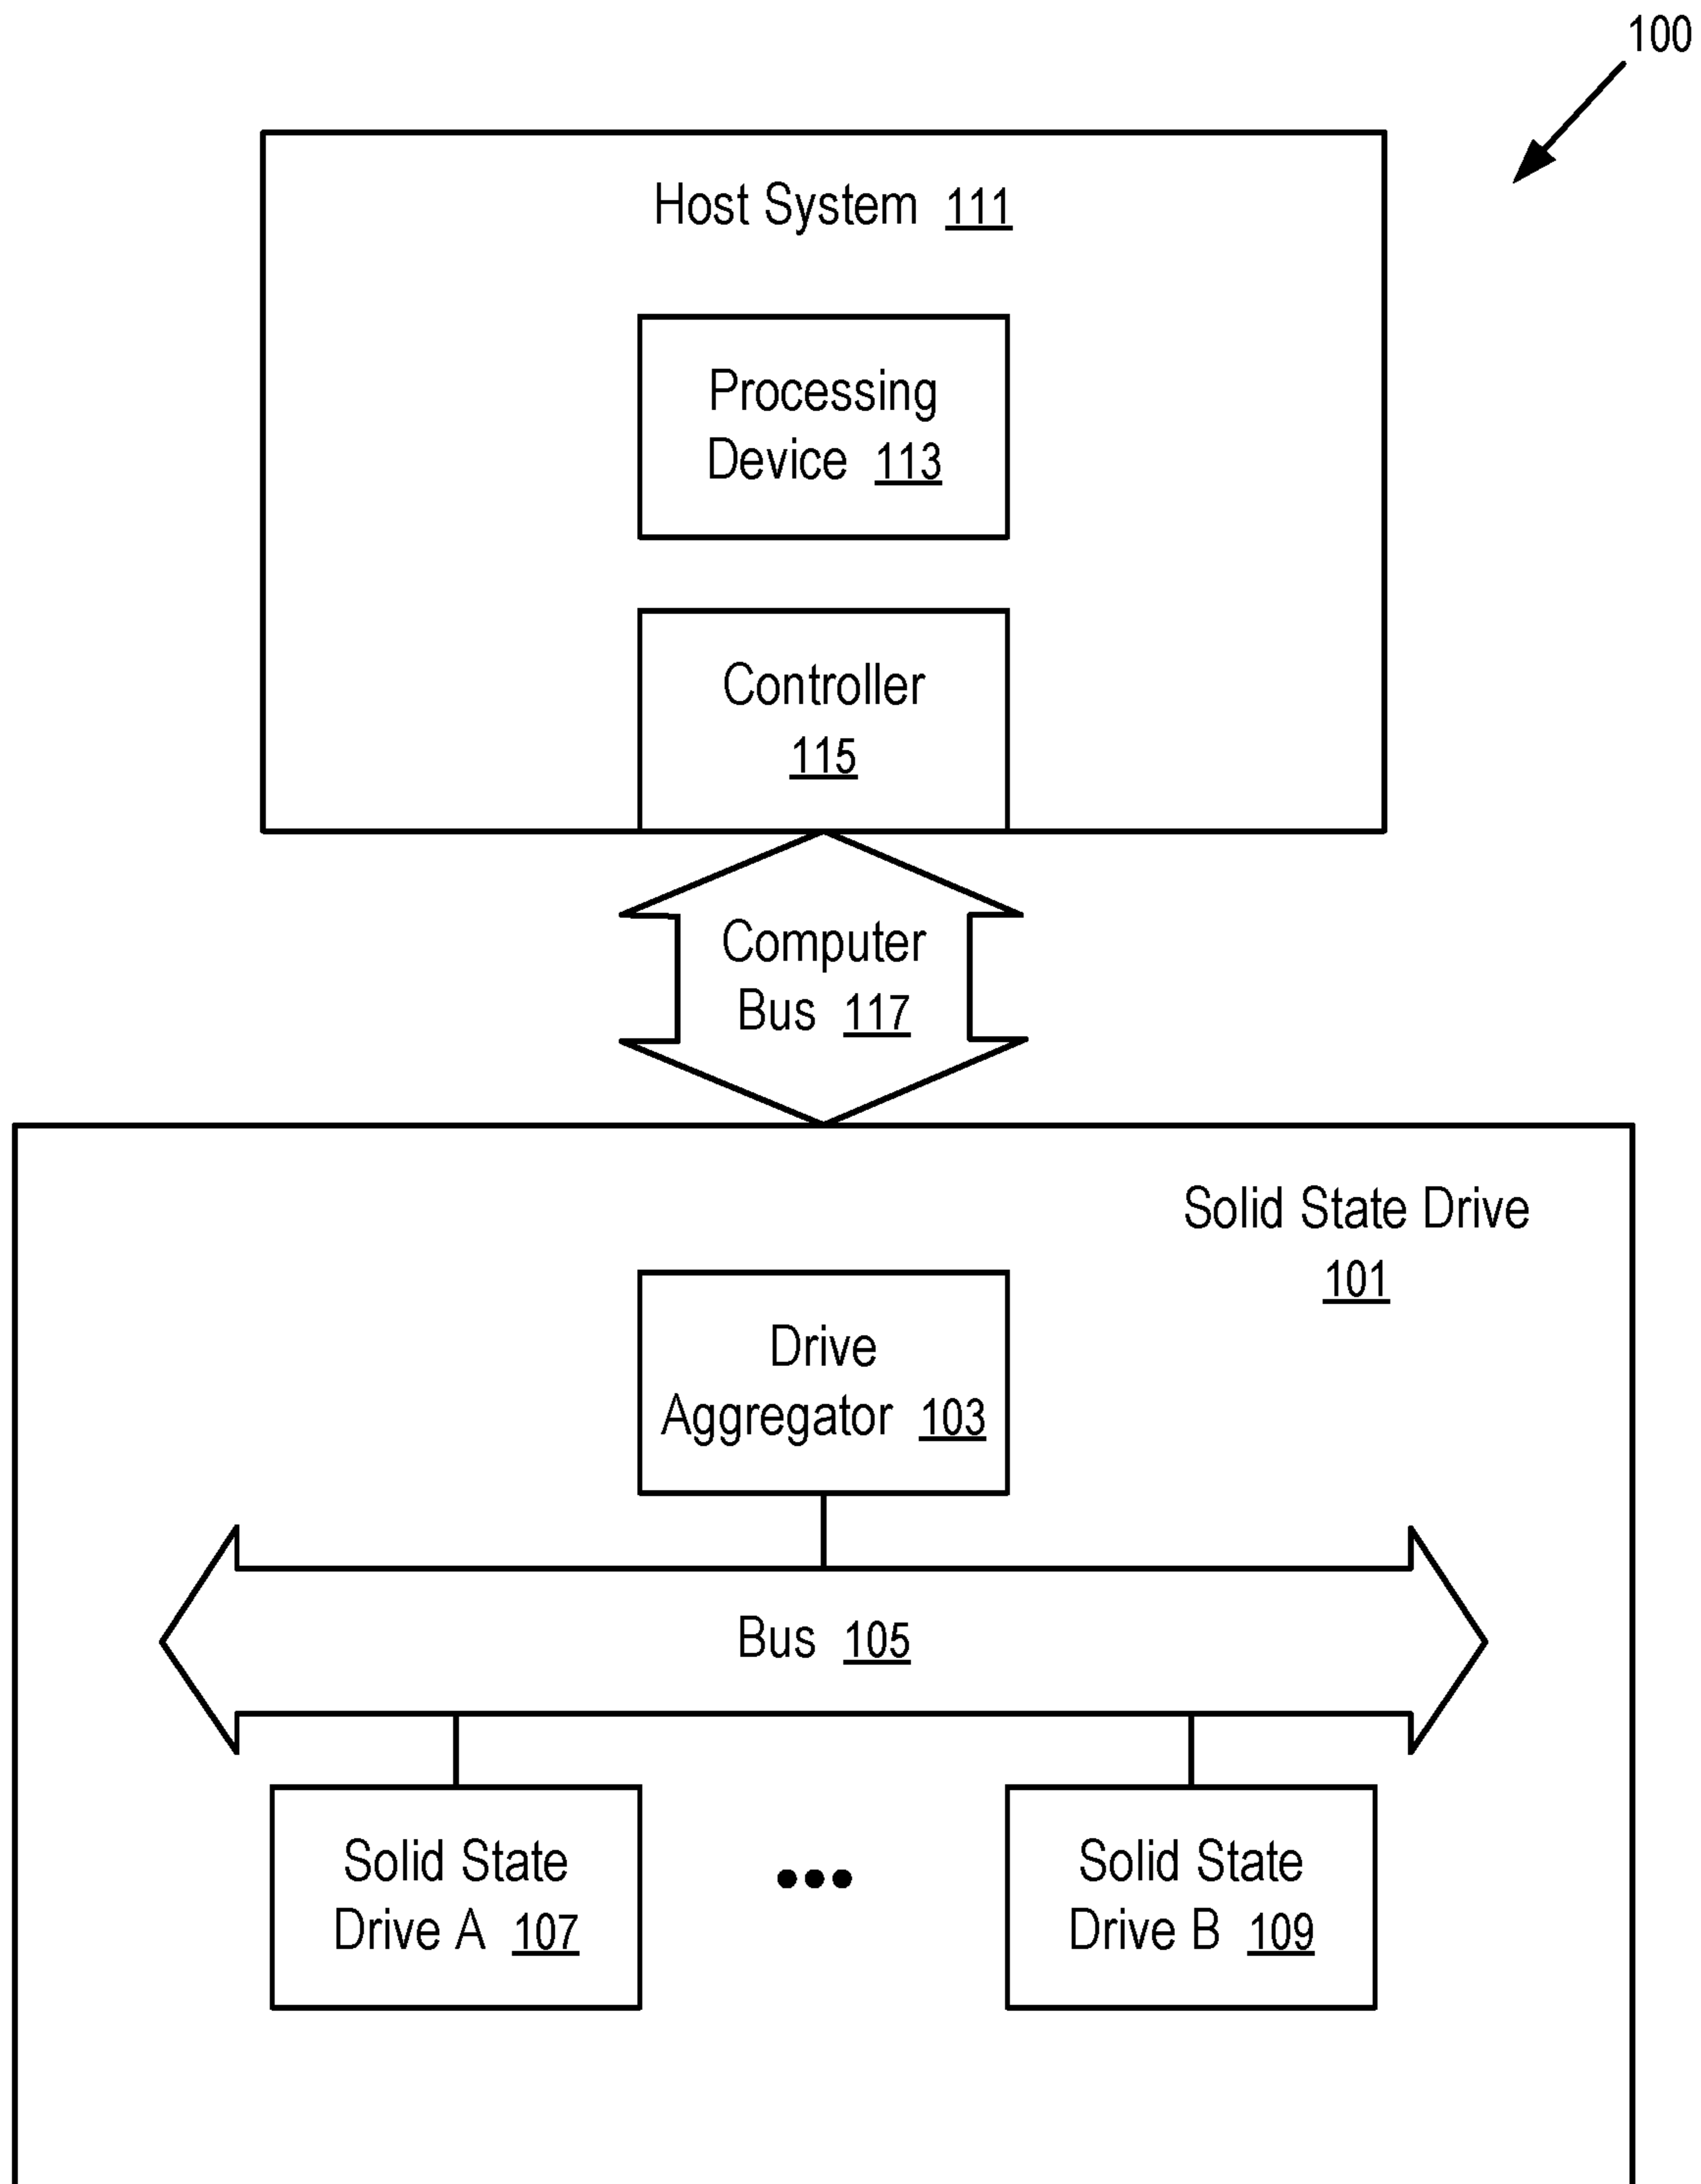 100
Host System 111
Processing
Device 113
Controller
115
Computer
Bus 117
Solid State Drive
101
Drive
Aggregator 103
Bus 105
Solid State
Drive A 107
Solid State
Drive B 109